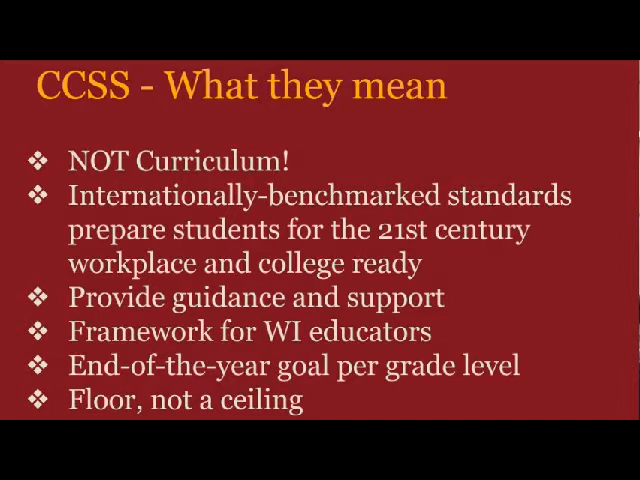 CCSS - What they mean
❖ NOT Curriculum!
❖ Internationally-benchmarked standards
prepare students for the 21st century
workplace and college ready
❖ Provide guidance and support
❖ Framework for WI educators
❖ End-of-the-year goal per grade level
❖ Floor, not a ceiling